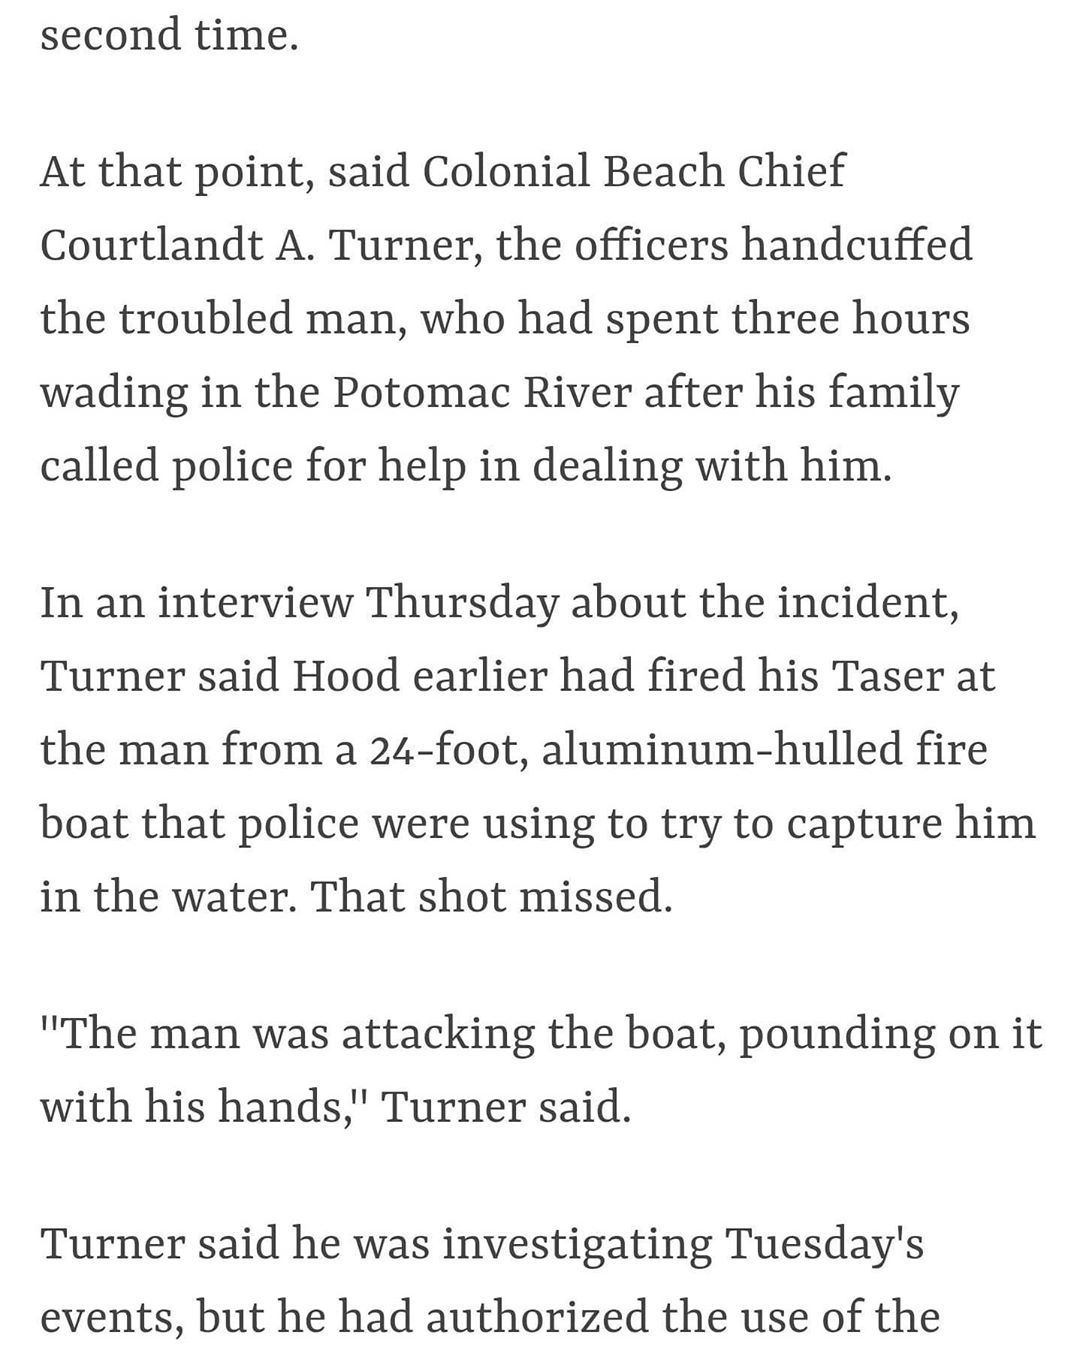 second time.
At that point, said Colonial Beach Chief
Courtlandt A. Turner, the officers handcuffed
the troubled man, who had spent three hours
wading in the Potomac River after his family
called police for help in dealing with him.
In an interview Thursday about the incident,
Turner said Hood earlier had fired his Taser at
the man from a 24-foot, aluminum-hulled fire
boat that police were using to try to capture him
in the water. That shot missed.
"The man was attacking the boat, pounding on it
with his hands," Turner said.
Turner said he was investigating Tuesday's
events, but he had authorized the use of the